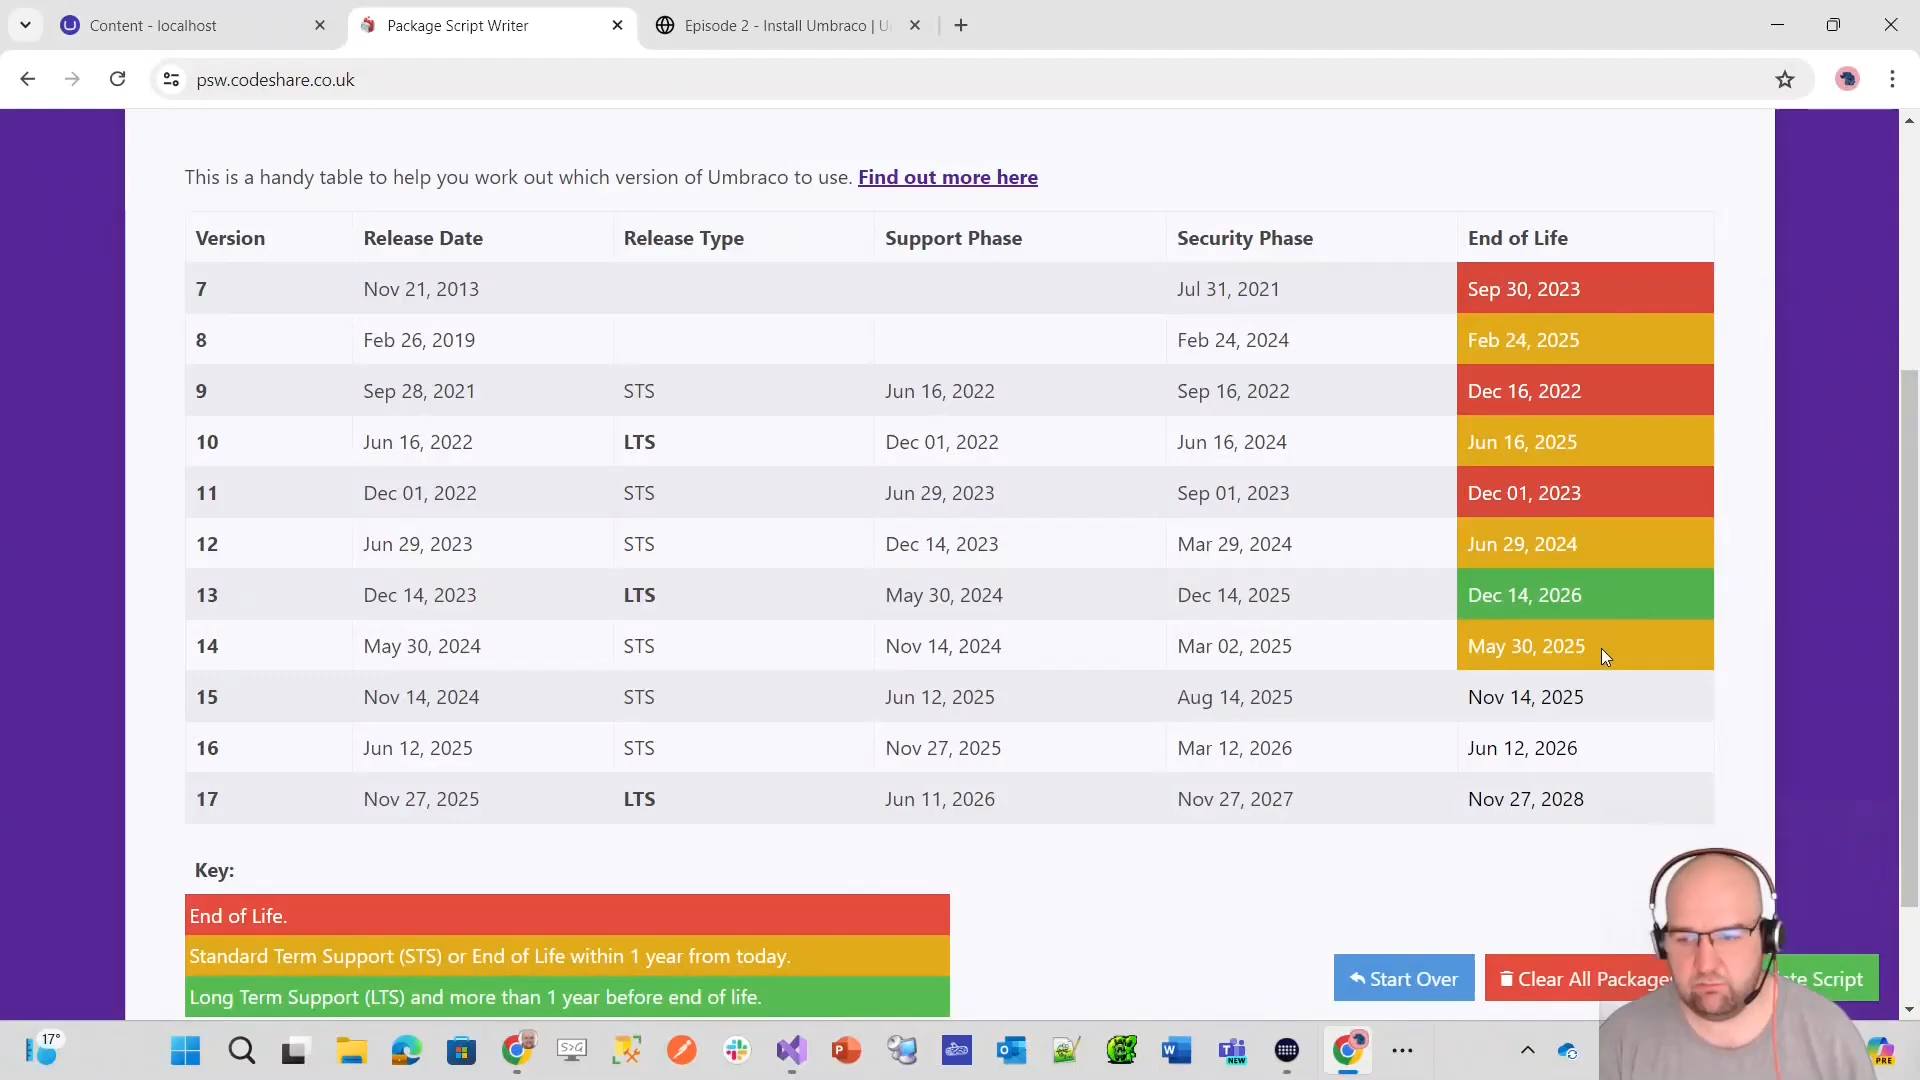 Content - localhost
Package Script Writer
Episode 2 - Install Umbraco | U
psw.codeshare.co.uk
This is a handy table to help you work out which version of Umbraco to use. Find out more here
Version Release Date Release Type Support Phase Security Phase End of Life
7 Nov 21, 2013 Jul 31, 2021 Sep 30, 2023
8 Feb 26, 2019 Feb 24, 2024 Feb 24, 2025
9 Sep 28, 2021 STS Jun 16, 2022 Sep 16, 2022 Dec 16, 2022
10 Jun 16, 2022 LTS Dec 01, 2022 Jun 16, 2024 Jun 16, 2025
11 Dec 01, 2022 STS Jun 29, 2023 Sep 01, 2023 Dec 01, 2023
12 Jun 29, 2023 STS Dec 14, 2023 Mar 29, 2024 Jun 29, 2024
13 Dec 14, 2023 LTS May 30, 2024 Dec 14, 2025 Dec 14, 2026
14 May 30, 2024 STS Nov 14, 2024 Mar 02, 2025 May 30, 2025
15 Nov 14, 2024 STS Jun 12, 2025 Aug 14, 2025 Nov 14, 2025
16 Jun 12, 2025 STS Nov 27, 2025 Mar 12, 2026 Jun 12, 2026
17 Nov 27, 2025 LTS Jun 11, 2026 Nov 27, 2027 Nov 27, 2028
Key:
End of Life.
Standard Term Support (STS) or End of Life within 1 year from today.
Long Term Support (LTS) and more than 1 year before end of life.
Start Over
Clear All Package
te Script
17°
NEW
PRE